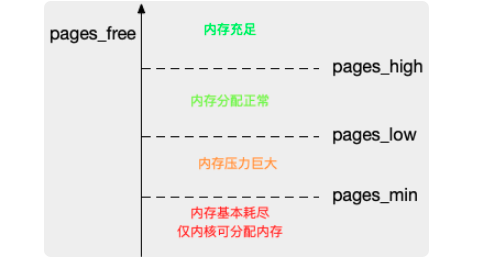 内存充足
pages_free
pages_high
内存分配正常
pages_low
内存压力巨大
pages_min
内存基本耗尽
仅内核可分配内存